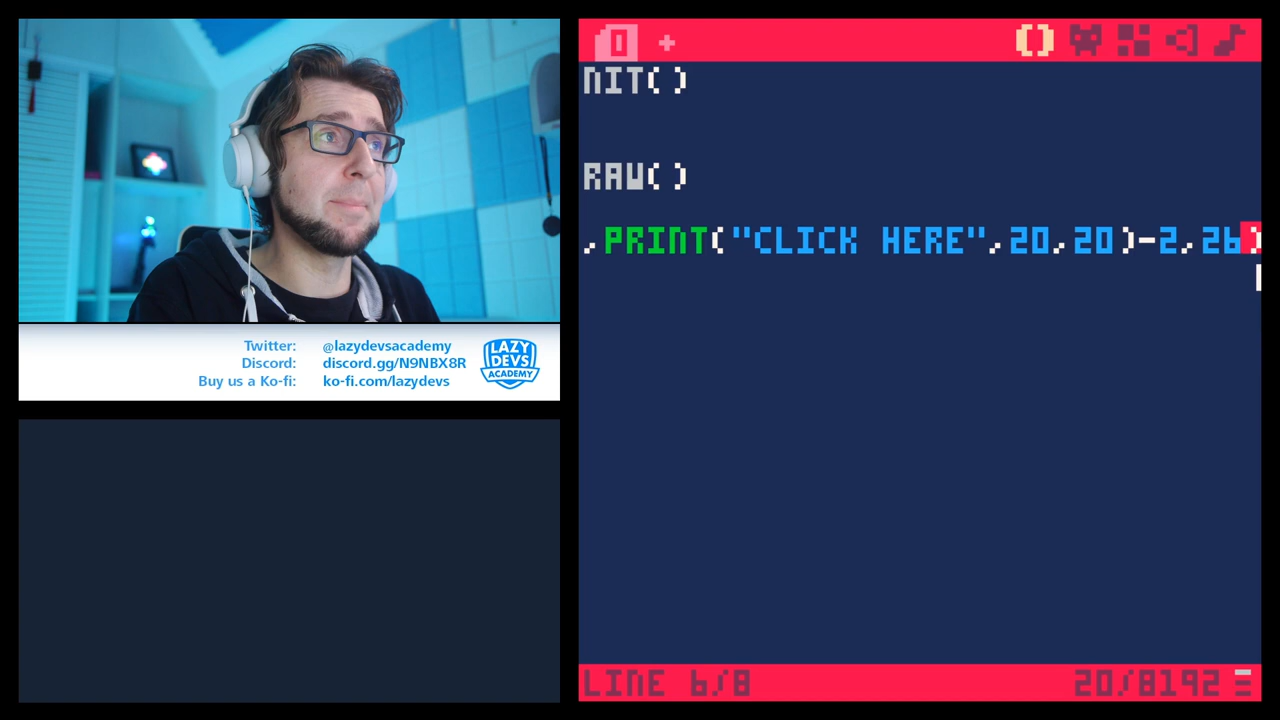 Twitter: @lazydevsacademy
Discord: discord.gg/N9NBX8R
Buy us a Ko-fi: ko-fi.com/lazydevs
LAZY
DEVS
ACADEMY
0 +
NIT()
RAW()
,PRINT("CLICK HERE",20,20)-2,26)
LINE 6/8
20/8192